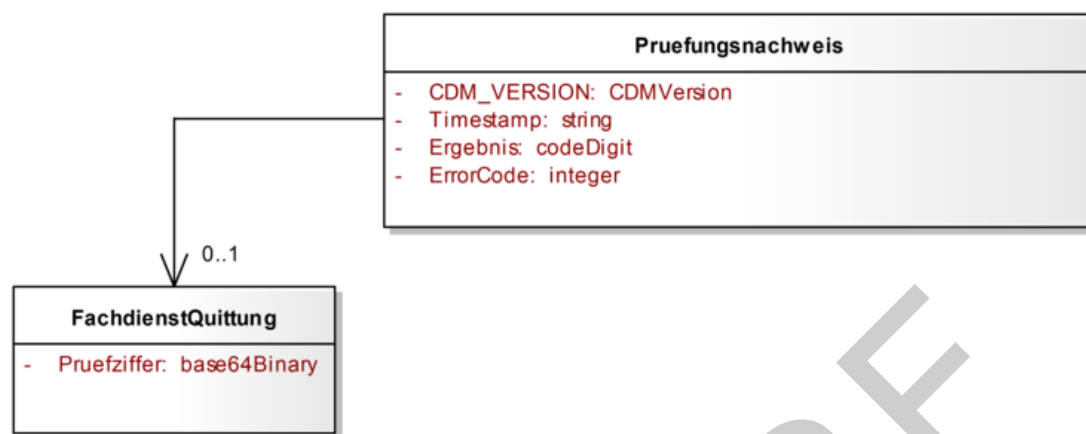 Pruefungsnachweis
- CDM_VERSION: CDMVersion
- Timestamp: string
- Ergebnis: codeDigit
- ErrorCode: integer
0..1
FachdienstQuittung
- Pruefziffer: base64Binary
F